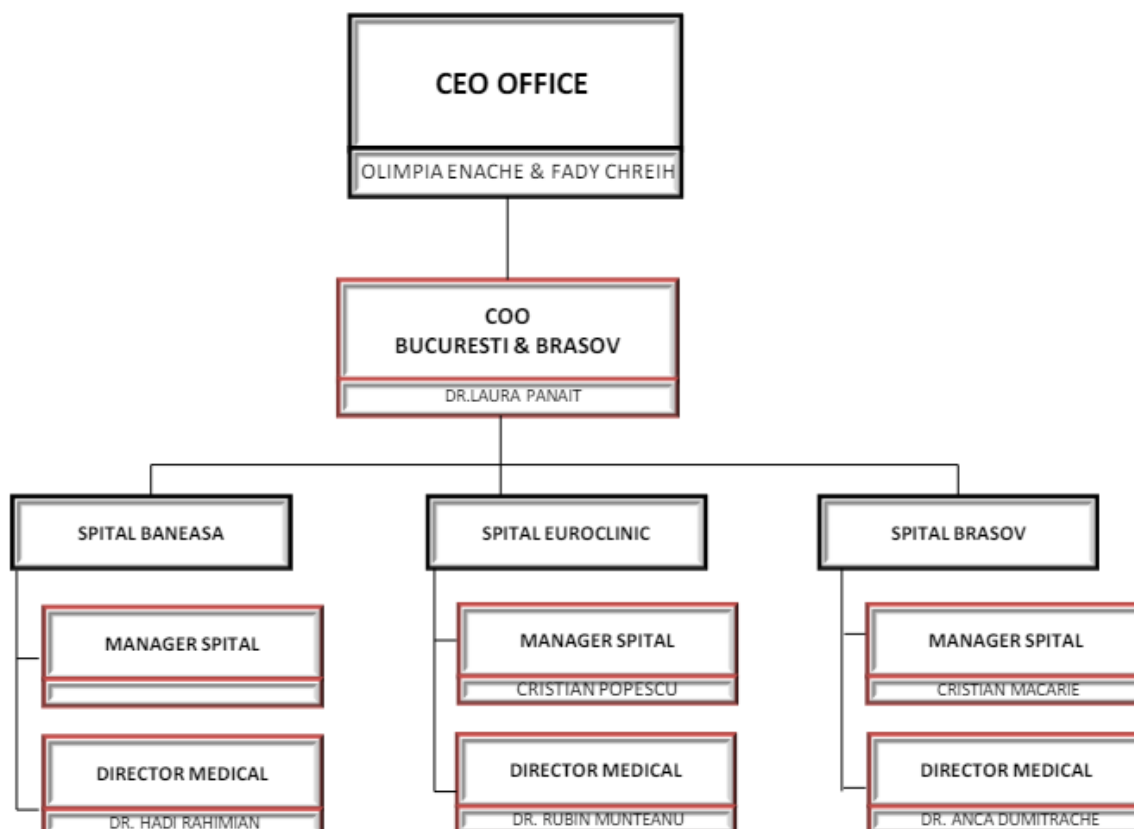 CEO OFFICE
OLIMPIA ENACHE & FADY CHREIH
COO
BUCURESTI & BRASOV
DR.LAURA PANAIT
SPITAL BANEASA
SPITAL EUROCLINIC
SPITAL BRASOV
MANAGER SPITAL
MANAGER SPITAL
CRISTIAN POPESCU
MANAGER SPITAL
CRISTIAN MACARIE
DIRECTOR MEDICAL
DR. HADI RAHIMIAN
DIRECTOR MEDICAL
DR. RUBIN MUNTEANU
DIRECTOR MEDICAL
DR. ANCA DUMITRACHE